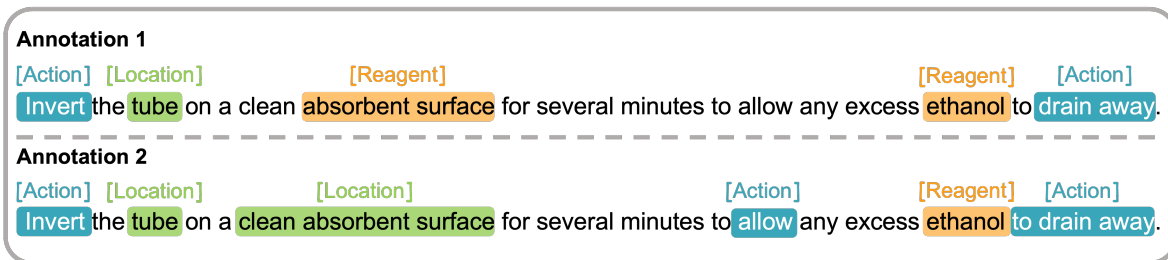 Annotation 1
[Action] [Location] [Reagent] [Reagent] [Action]
Invert the tube on a clean absorbent surface for several minutes to allow any excess ethanol to drain away.
Annotation 2
[Action] [Location] [Location] [Action] [Reagent] [Action]
Invert the tube on a clean absorbent surface for several minutes to allow any excess ethanol to drain away.